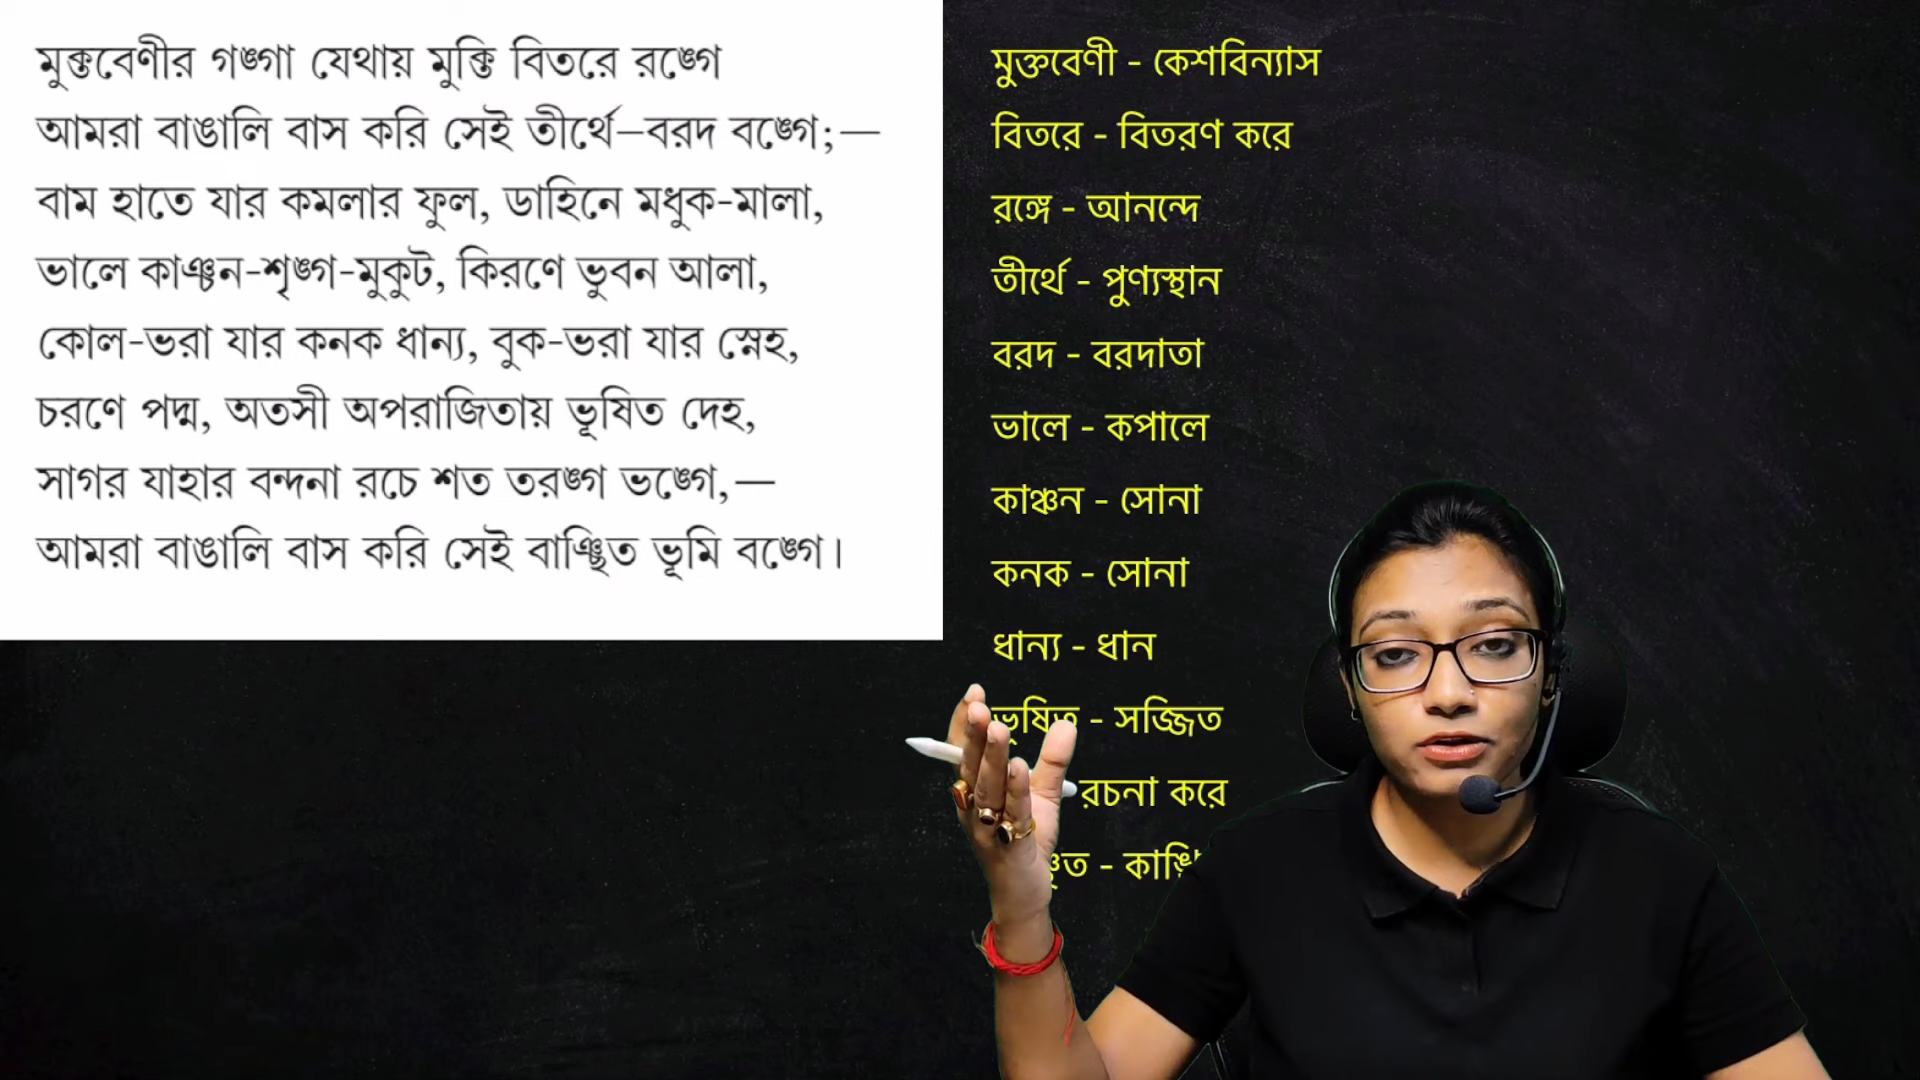 মুক্তবেণীর গঙ্গা যেথায় মুক্তি বিতরে রঙ্গে
আমরা বাঙালি বাস করি সেই তীর্থে–বরদ বঙ্গে;—
বাম হাতে যার কমলার ফুল, ডাহিনে মধুক-মালা,
ভালে কাঞ্চন-শৃঙ্গ-মুকুট, কিরণে ভুবন আলা,
কোল-ভরা যার কনক ধান্য, বুক-ভরা যার স্নেহ,
চরণে পদ্ম, অতসী অপরাজিতায় ভূষিত দেহ,
সাগর যাহার বন্দনা রচে শত তরঙ্গ ভঙ্গে,—
আমরা বাঙালি বাস করি সেই বাঞ্ছিত ভূমি বঙ্গে।
মুক্তবেণী - কেশবিন্যাস
বিতরে - বিতরণ করে
রঙ্গে - আনন্দে
তীর্থে - পুণ্যস্থান
বরদ - বরদাতা
ভালে - কপালে
কাঞ্চন - সোনা
কনক - সোনা
ধান্য - ধান
ভূষিত - সজ্জিত
রচনা করে